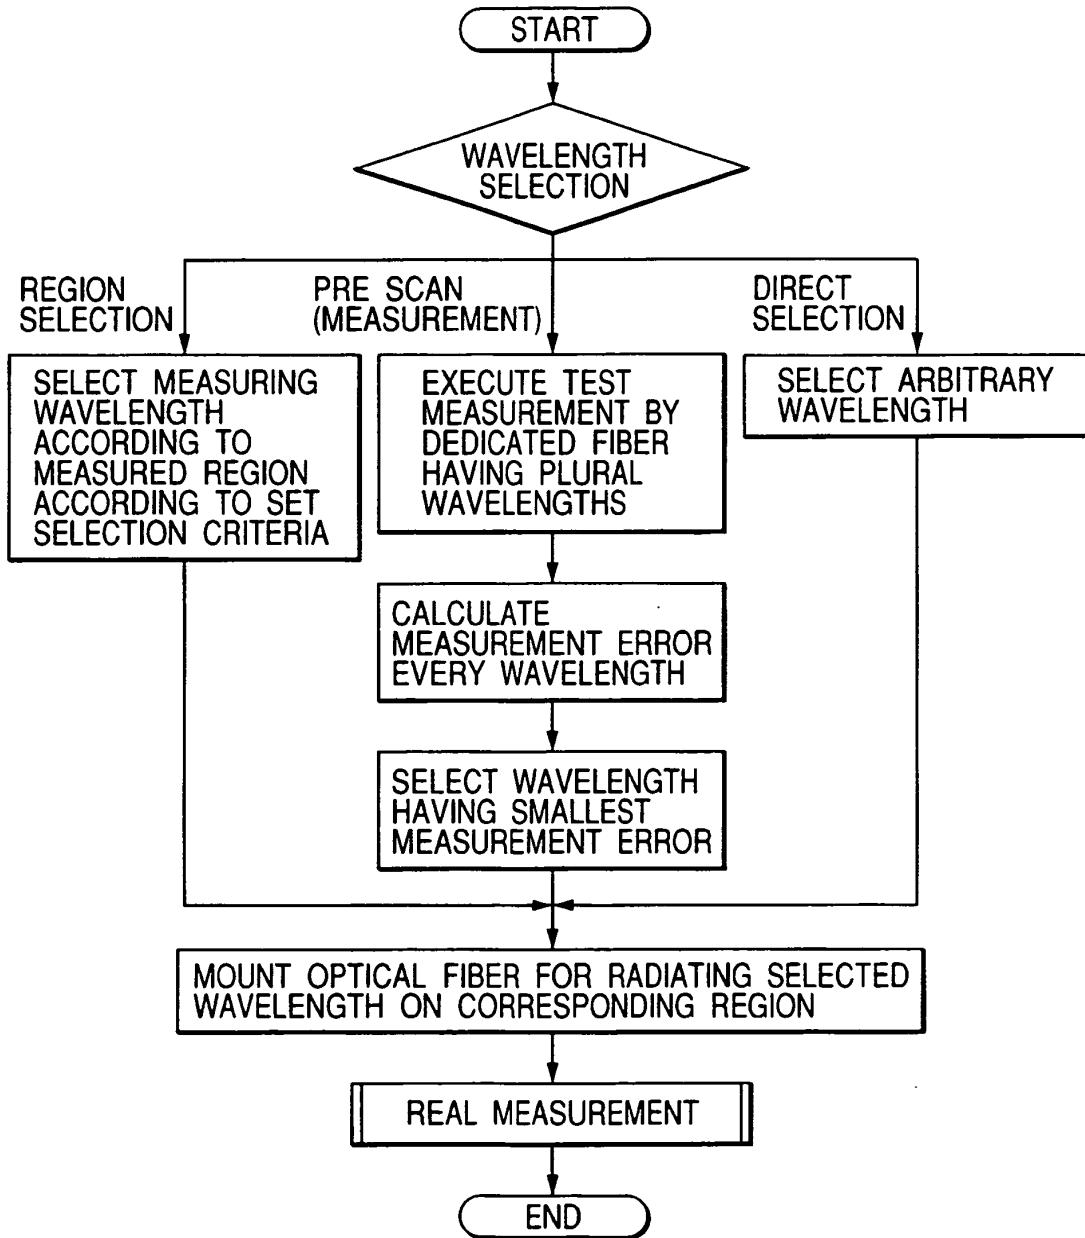 START
WAVELENGTH
SELECTION
REGION
SELECTION
PRE SCAN
(MEASUREMENT)
DIRECT
SELECTION
SELECT MEASURING
WAVELENGTH
ACCORDING TO
MEASURED REGION
ACCORDING TO SET
SELECTION CRITERIA
EXECUTE TEST
MEASUREMENT BY
DEDICATED FIBER
HAVING PLURAL
WAVELENGTHS
SELECT ARBITRARY
WAVELENGTH
CALCULATE
MEASUREMENT ERROR
EVERY WAVELENGTH
SELECT WAVELENGTH
HAVING SMALLEST
MEASUREMENT ERROR
MOUNT OPTICAL FIBER FOR RADIATING SELECTED
WAVELENGTH ON CORRESPONDING REGION
REAL MEASUREMENT
END